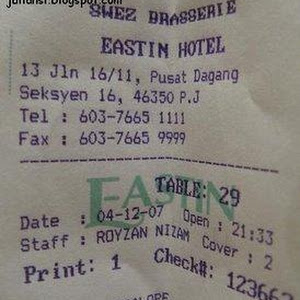 SWEZ BRASSERIE
EASTIN HOTEL
13 Jln 16/11, Pusat Dagang
Seksyen 16, 46350 P.J
Tel : 603-7665 1111
Fax : 603-7665 9999
EASTIN
TABLE: 29
Date : 04-12-07 Open : 21:33
Staff : ROYZAN NIZAM Cover : 2
Print: 1 Check#: 123662